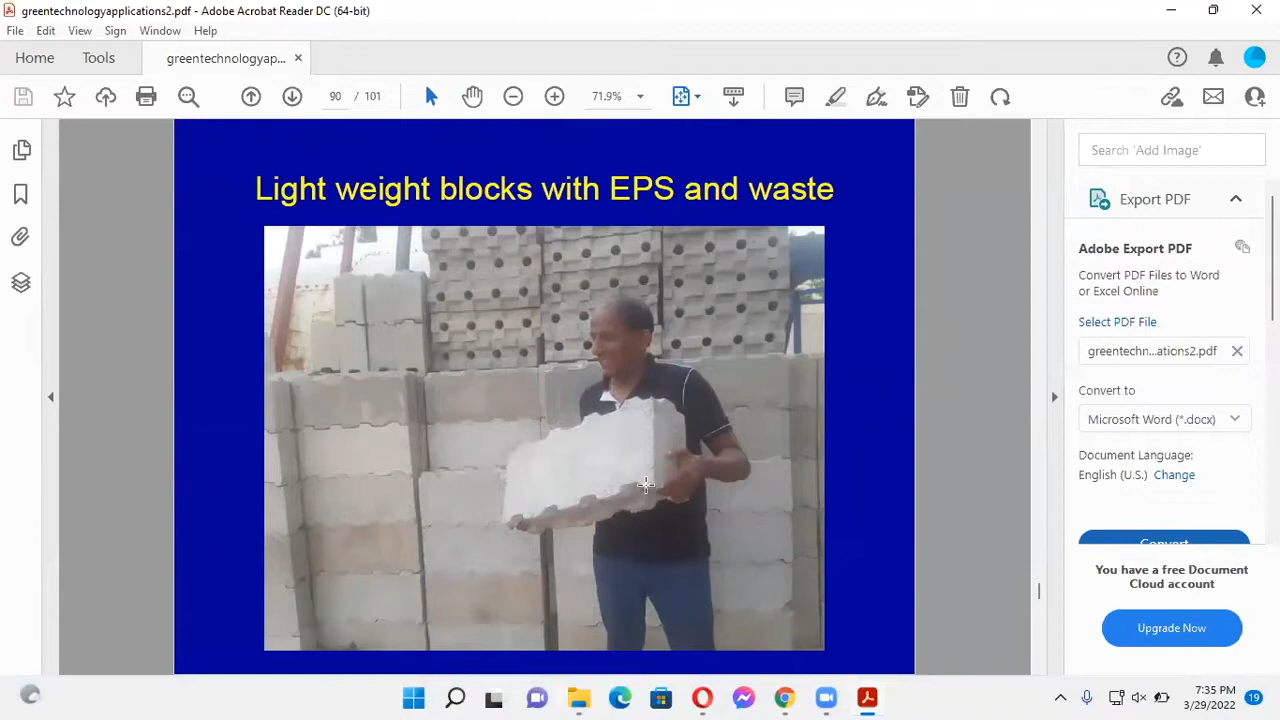 greentechnologyapplications2.pdf - Adobe Acrobat Reader DC (64-bit)
File Edit View Sign Window Help
Home Tools greentechnologyap...
90 / 101 71.9%
Search 'Add Image'
Export PDF
Adobe Export PDF
Convert PDF Files to Word
or Excel Online
Select PDF File
greentechn...ations2.pdf
Convert to
Microsoft Word (*.docx)
Document Language:
English (U.S.) Change
Convert
You have a free Document
Cloud account
Upgrade Now
Light weight blocks with EPS and waste
7:35 PM
3/29/2022
19